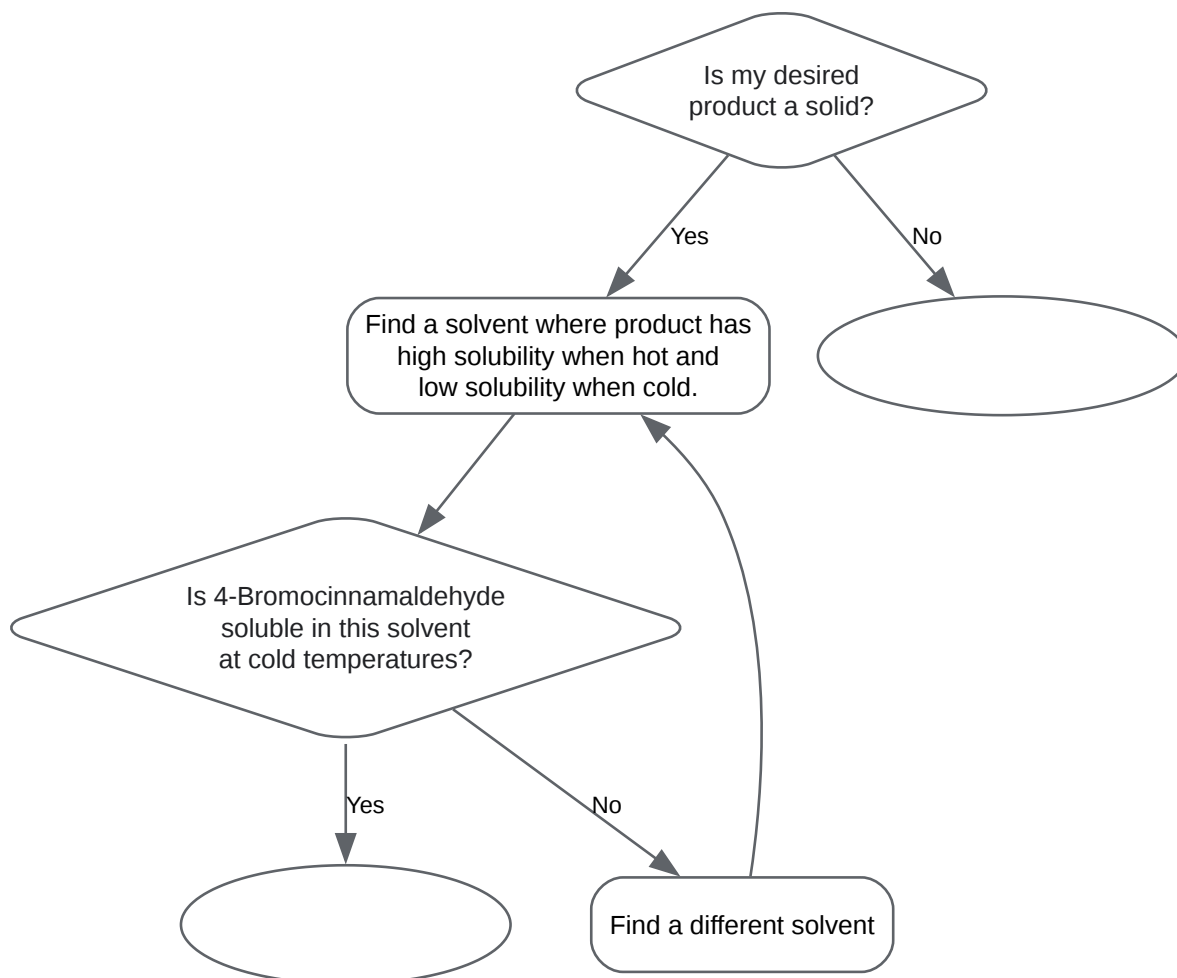 Is my desired
product a solid?
Yes
No
Find a solvent where product has
high solubility when hot and
low solubility when cold.
Is 4-Bromocinnamaldehyde
soluble in this solvent
at cold temperatures?
Yes
No
Find a different solvent